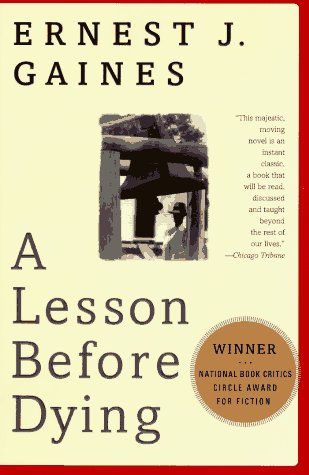 ERNEST J.
GAINES
"This majestic,
moving
novel is an
instant
classic,
a book that
will be read,
discussed
and taught
beyond
the rest of
our lives."
—Chicago Tribune
A
Lesson
Before
Dying
WINNER
NATIONAL BOOK CRITICS
CIRCLE AWARD
FOR FICTION